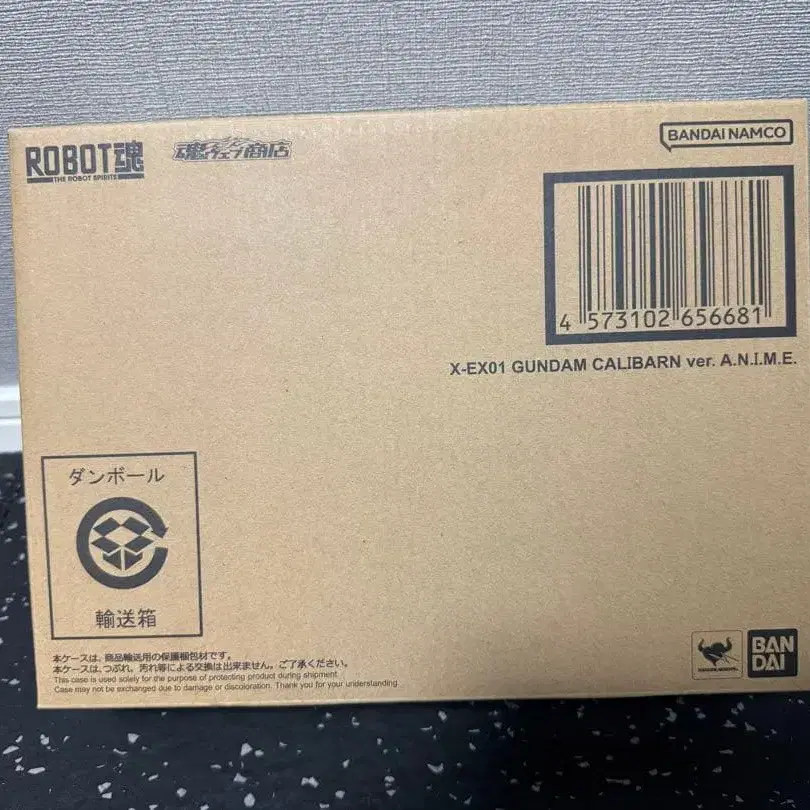 ROBOT魂
THE ROBOT SPIRITS
魂ウェブ商店
BANDAI NAMCO
4 573102 656681
X-EX01 GUNDAM CALIBARN ver. A.N.I.M.E.
ダンボール
輸送箱
本ケースは、商品輸送用の保護梱包材です。
本ケースは、つぶれ、汚れ等による交換は出来ません。ご了承ください。
This case is used solely for the purpose of protecting product during shipment.
Case may not be exchanged due to damage or discoloration. Thank you for your understanding
BAN
DAI